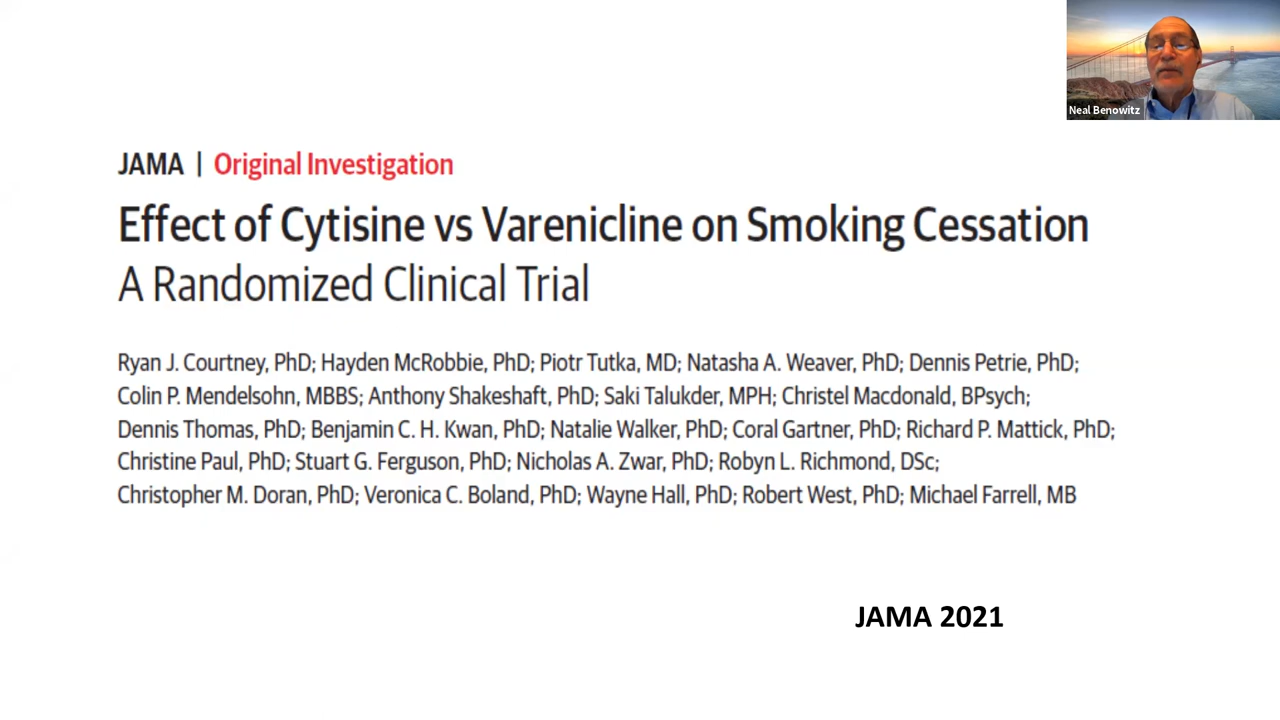 Neal Benowitz
JAMA | Original Investigation
Effect of Cytisine vs Varenicline on Smoking Cessation
A Randomized Clinical Trial
Ryan J. Courtney, PhD; Hayden McRobbie, PhD; Piotr Tutka, MD; Natasha A. Weaver, PhD; Dennis Petrie, PhD;
Colin P. Mendelsohn, MBBS; Anthony Shakeshaft, PhD; Saki Talukder, MPH; Christel Macdonald, BPsych;
Dennis Thomas, PhD; Benjamin C. H. Kwan, PhD; Natalie Walker, PhD; Coral Gartner, PhD; Richard P. Mattick, PhD;
Christine Paul, PhD; Stuart G. Ferguson, PhD; Nicholas A. Zwar, PhD; Robyn L. Richmond, DSc;
Christopher M. Doran, PhD; Veronica C. Boland, PhD; Wayne Hall, PhD; Robert West, PhD; Michael Farrell, MB
JAMA 2021